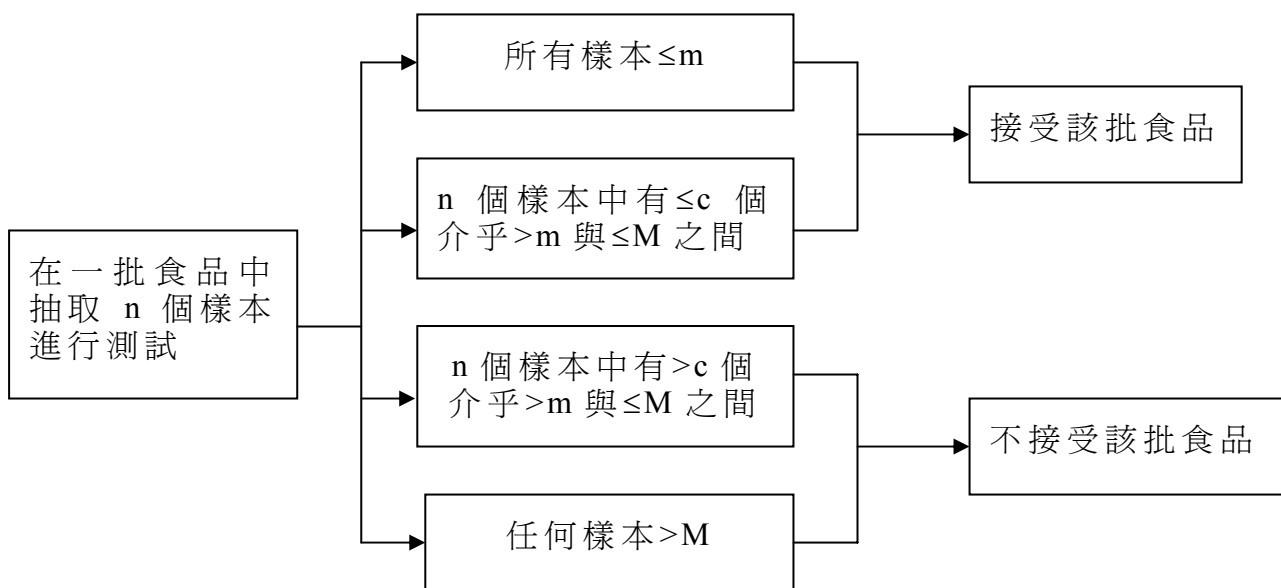 所有樣本≤m
n 個樣本中有≤c 個
介乎>m 與≤M 之間
在一批食品中
抽取 n 個樣本
進行測試
n 個樣本中有>c 個
介乎>m 與≤M 之間
任何樣本>M
接受該批食品
不接受該批食品